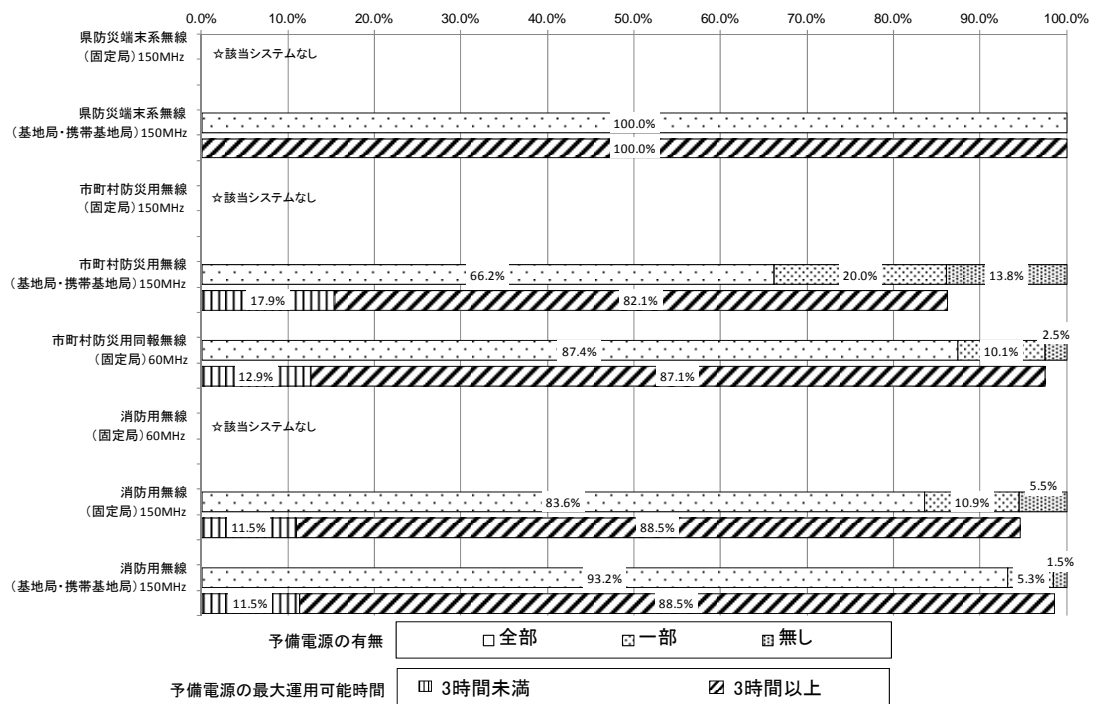 0.0% 10.0% 20.0% 30.0% 40.0% 50.0% 60.0% 70.0% 80.0% 90.0% 100.0%
県防災端末系無線
(固定局)150MHz
☆該当システムなし
県防災端末系無線
(基地局・携帯基地局)150MHz
100.0%
100.0%
市町村防災用無線
(固定局)150MHz
☆該当システムなし
市町村防災用無線
(基地局・携帯基地局)150MHz
66.2% 20.0% 13.8%
17.9% 82.1%
市町村防災用同報無線
(固定局)60MHz
87.4% 10.1% 2.5%
12.9% 87.1%
消防用無線
(固定局)60MHz
☆該当システムなし
消防用無線
(固定局)150MHz
83.6% 10.9% 5.5%
11.5% 88.5%
消防用無線
(基地局・携帯基地局)150MHz
93.2% 5.3% 1.5%
11.5% 88.5%
予備電源の有無 全部 一部 無し
予備電源の最大運用可能時間 3時間未満 3時間以上